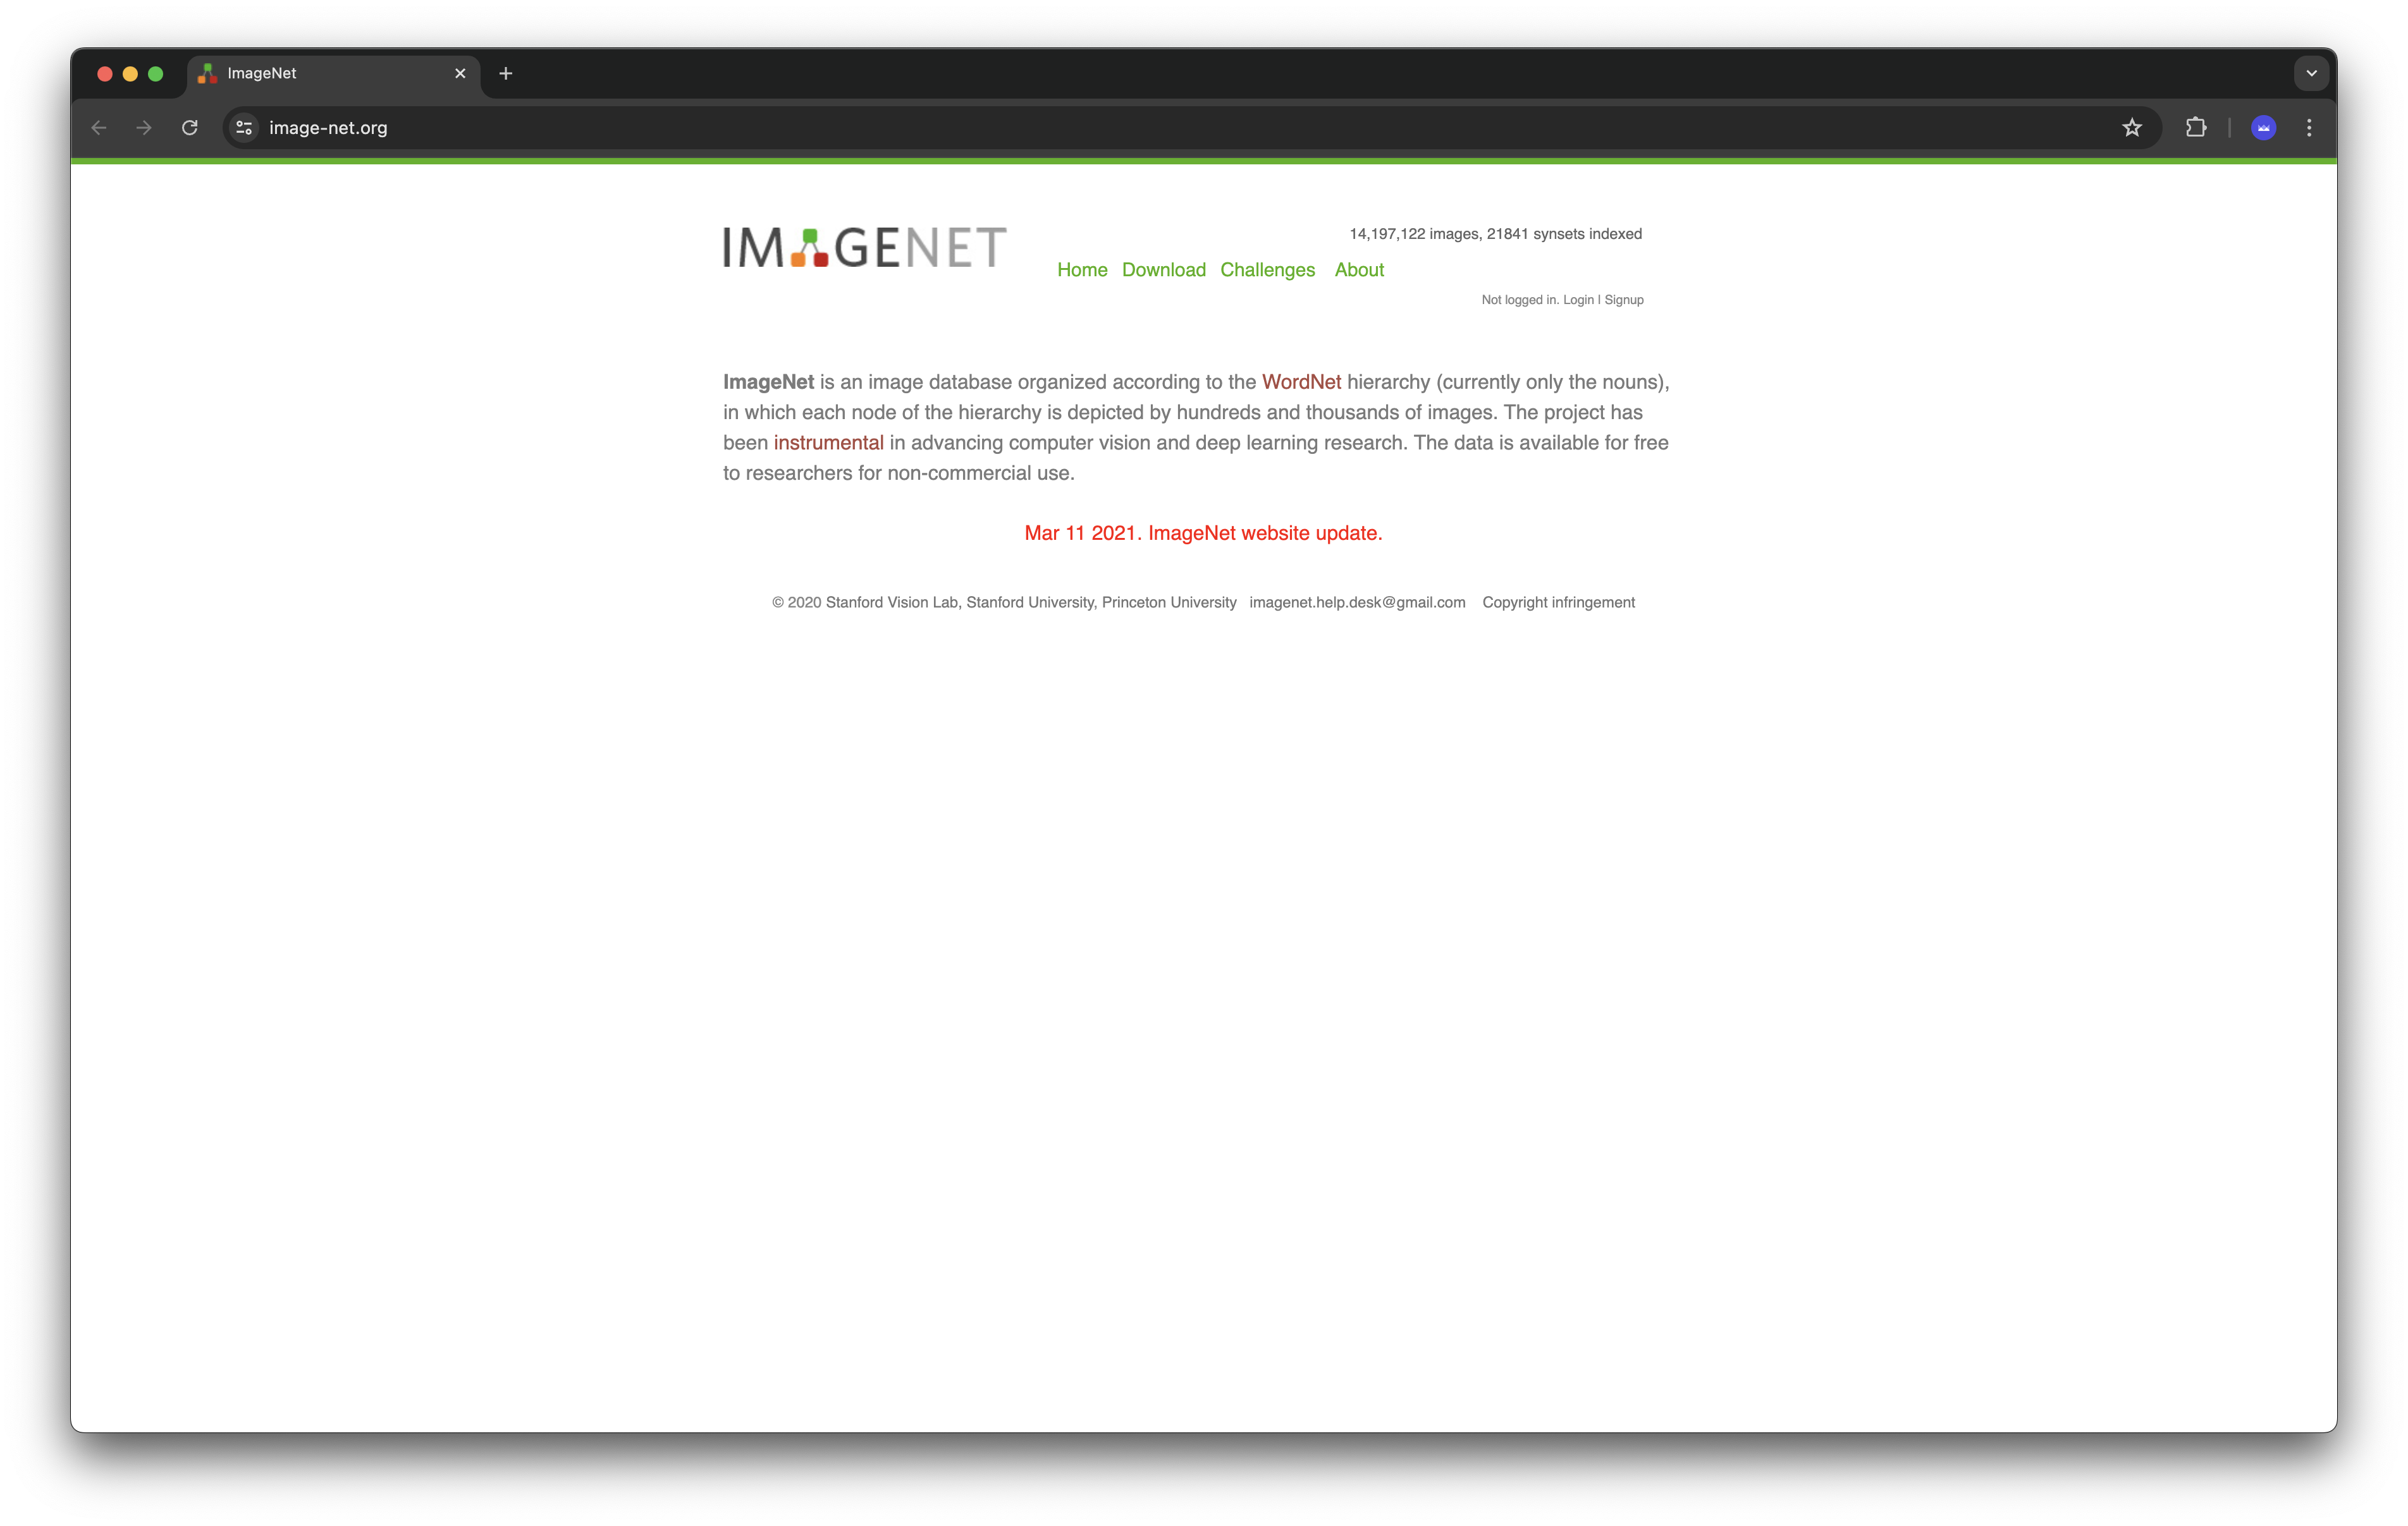 ImageNet
image-net.org
IMAGENET
14,197,122 images, 21841 synsets indexed
Home Download Challenges About
Not logged in. Login | Signup
ImageNet is an image database organized according to the WordNet hierarchy (currently only the nouns),
in which each node of the hierarchy is depicted by hundreds and thousands of images. The project has
been instrumental in advancing computer vision and deep learning research. The data is available for free
to researchers for non-commercial use.
Mar 11 2021. ImageNet website update.
© 2020 Stanford Vision Lab, Stanford University, Princeton University imagenet.help.desk@gmail.com Copyright infringement